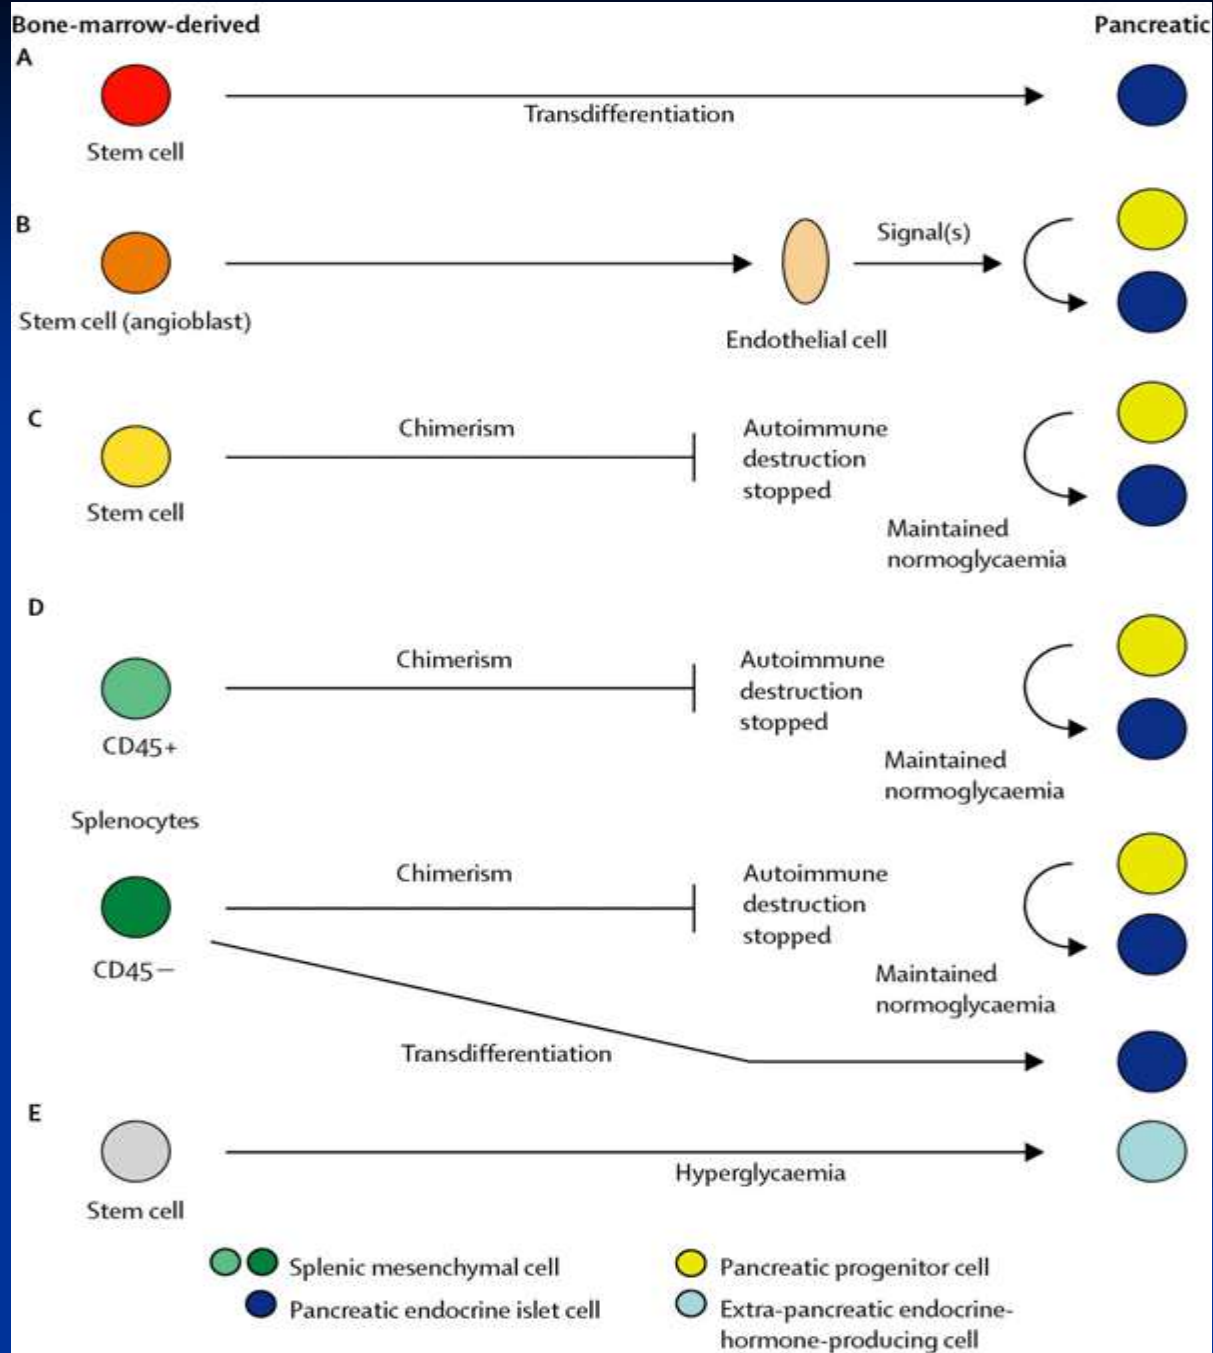 Bone-marrow-derived
Pancreatic
A
Transdifferentiation
Stem cell
B
Signal(s)
Stem cell (angioblast)
Endothelial cell
C
Chimerism
Autoimmune
destruction
stopped
Stem cell
Maintained
normoglycaemia
D
Chimerism
Autoimmune
destruction
stopped
CD45+
Maintained
normoglycaemia
Splenocytes
Chimerism
Autoimmune
destruction
stopped
CD45−
Maintained
normoglycaemia
Transdifferentiation
E
Hyperglycaemia
Stem cell
Splenic mesenchymal cell
Pancreatic endocrine islet cell
Pancreatic progenitor cell
Extra-pancreatic endocrine-
hormone-producing cell